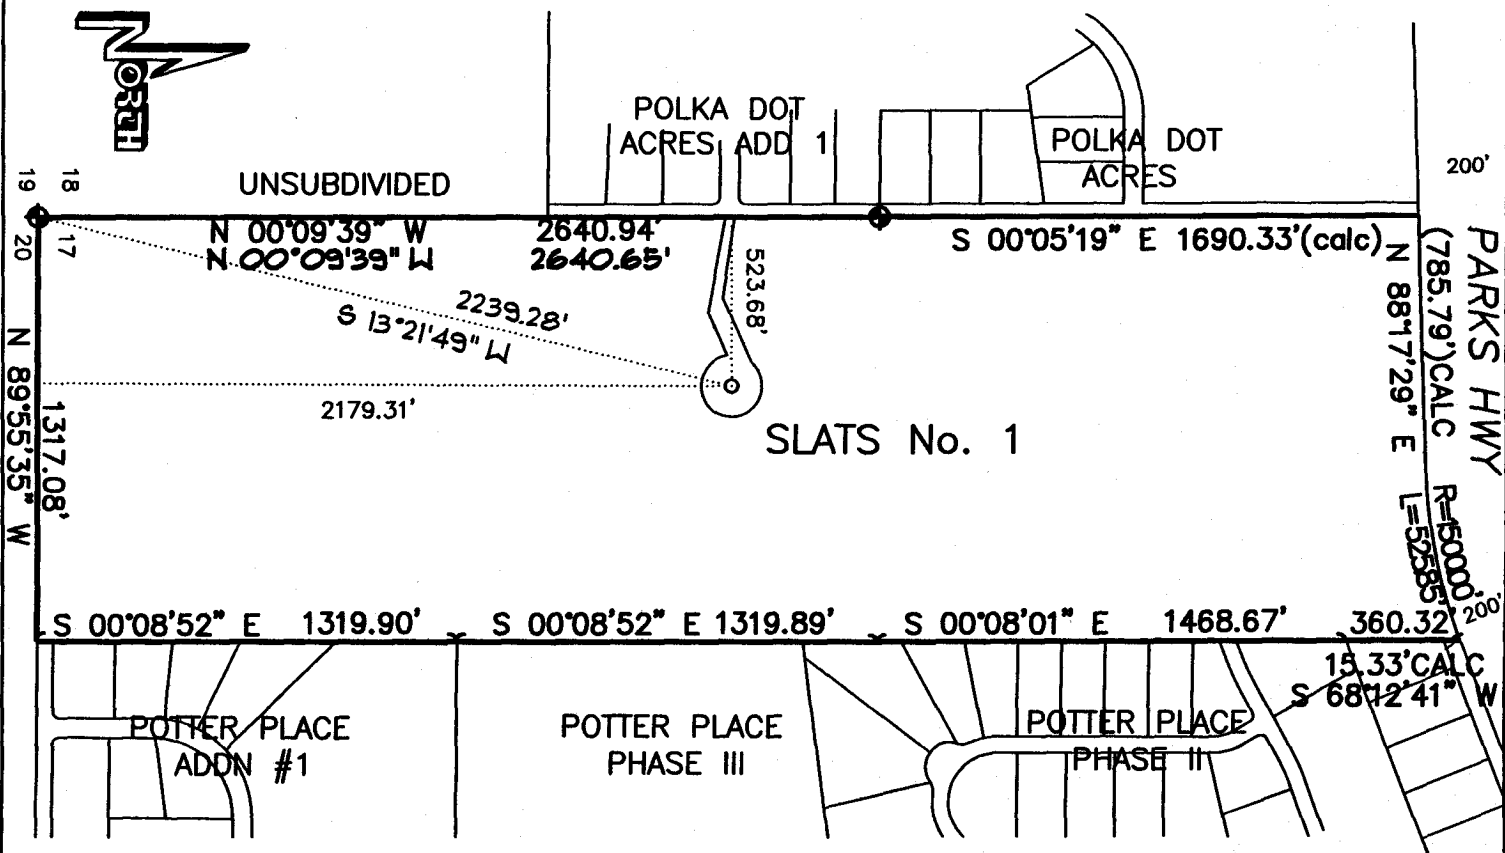 NORTH
POLKA DOT
ACRES ADD 1
POLKA DOT
ACRES
200'
19 18
20 17
UNSUBDIVIDED
N 00°09'39" W 2640.94'
N 00°09'39" W 2640.65'
S 00°05'19" E 1690.33'(calc)
523.68'
2239.28'
S 13°21'49" W
2179.31'
SLATS No. 1
N 88°17'29" E
(785.79')CALC
PARKS HWY
R=15000.'
L=525.85'
200'
1317.08'
N 89°55'35" W
S 00°08'52" E 1319.90'
S 00°08'52" E 1319.89'
S 00°08'01" E 1468.67'
360.32'
15.33'CALC
S 68°12'41" W
POTTER PLACE
ADDN #1
POTTER PLACE
PHASE III
POTTER PLACE
PHASE II